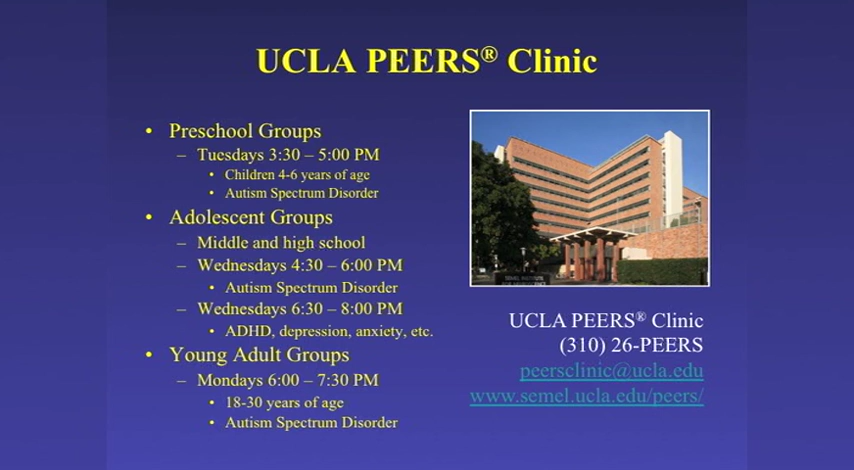 UCLA PEERS® Clinic
• Preschool Groups
– Tuesdays 3:30 – 5:00 PM
• Children 4-6 years of age
• Autism Spectrum Disorder
• Adolescent Groups
– Middle and high school
– Wednesdays 4:30 – 6:00 PM
• Autism Spectrum Disorder
– Wednesdays 6:30 – 8:00 PM
• ADHD, depression, anxiety, etc.
• Young Adult Groups
– Mondays 6:00 – 7:30 PM
• 18-30 years of age
• Autism Spectrum Disorder
SEMEL INSTITUTE
UCLA PEERS® Clinic
(310) 26-PEERS
peersclinic@ucla.edu
www.semel.ucla.edu/peers/